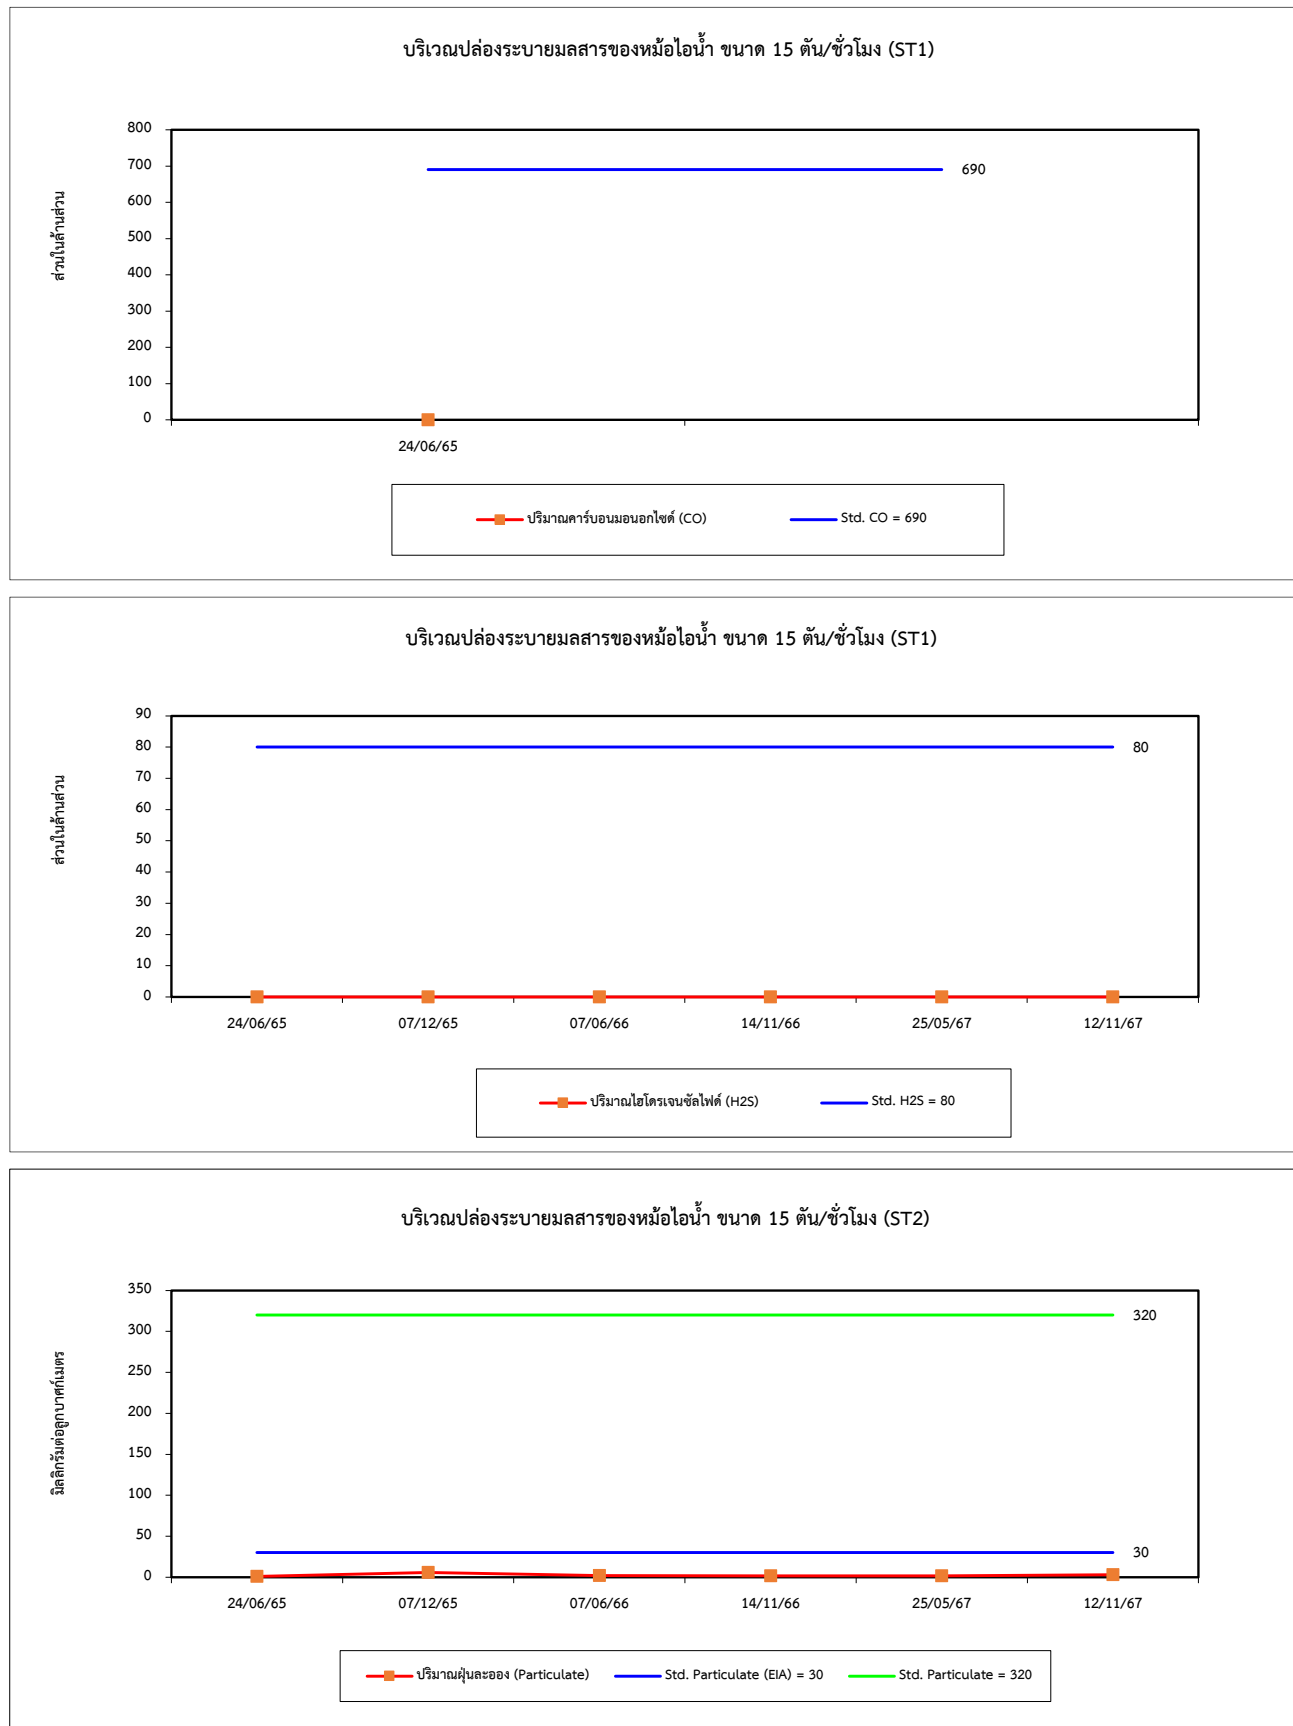 บริเวณปล่องระบายมลสารของหม้อไอน้ำ ขนาด 15 ตัน/ชั่วโมง (ST1)
ส่วนในล้านส่วน
800
700
600
500
400
300
200
100
0
690
24/06/65
ปริมาณคาร์บอนมอนอกไซด์ (CO) Std. CO = 690
บริเวณปล่องระบายมลสารของหม้อไอน้ำ ขนาด 15 ตัน/ชั่วโมง (ST1)
ส่วนในล้านส่วน
90
80
70
60
50
40
30
20
10
0
80
24/06/65 07/12/65 07/06/66 14/11/66 25/05/67 12/11/67
ปริมาณไฮโดรเจนซัลไฟด์ (H2S) Std. H2S = 80
บริเวณปล่องระบายมลสารของหม้อไอน้ำ ขนาด 15 ตัน/ชั่วโมง (ST2)
มิลลิกรัมต่อลูกบาศก์เมตร
350
300
250
200
150
100
50
0
320
30
24/06/65 07/12/65 07/06/66 14/11/66 25/05/67 12/11/67
ปริมาณฝุ่นละออง (Particulate) Std. Particulate (EIA) = 30 Std. Particulate = 320